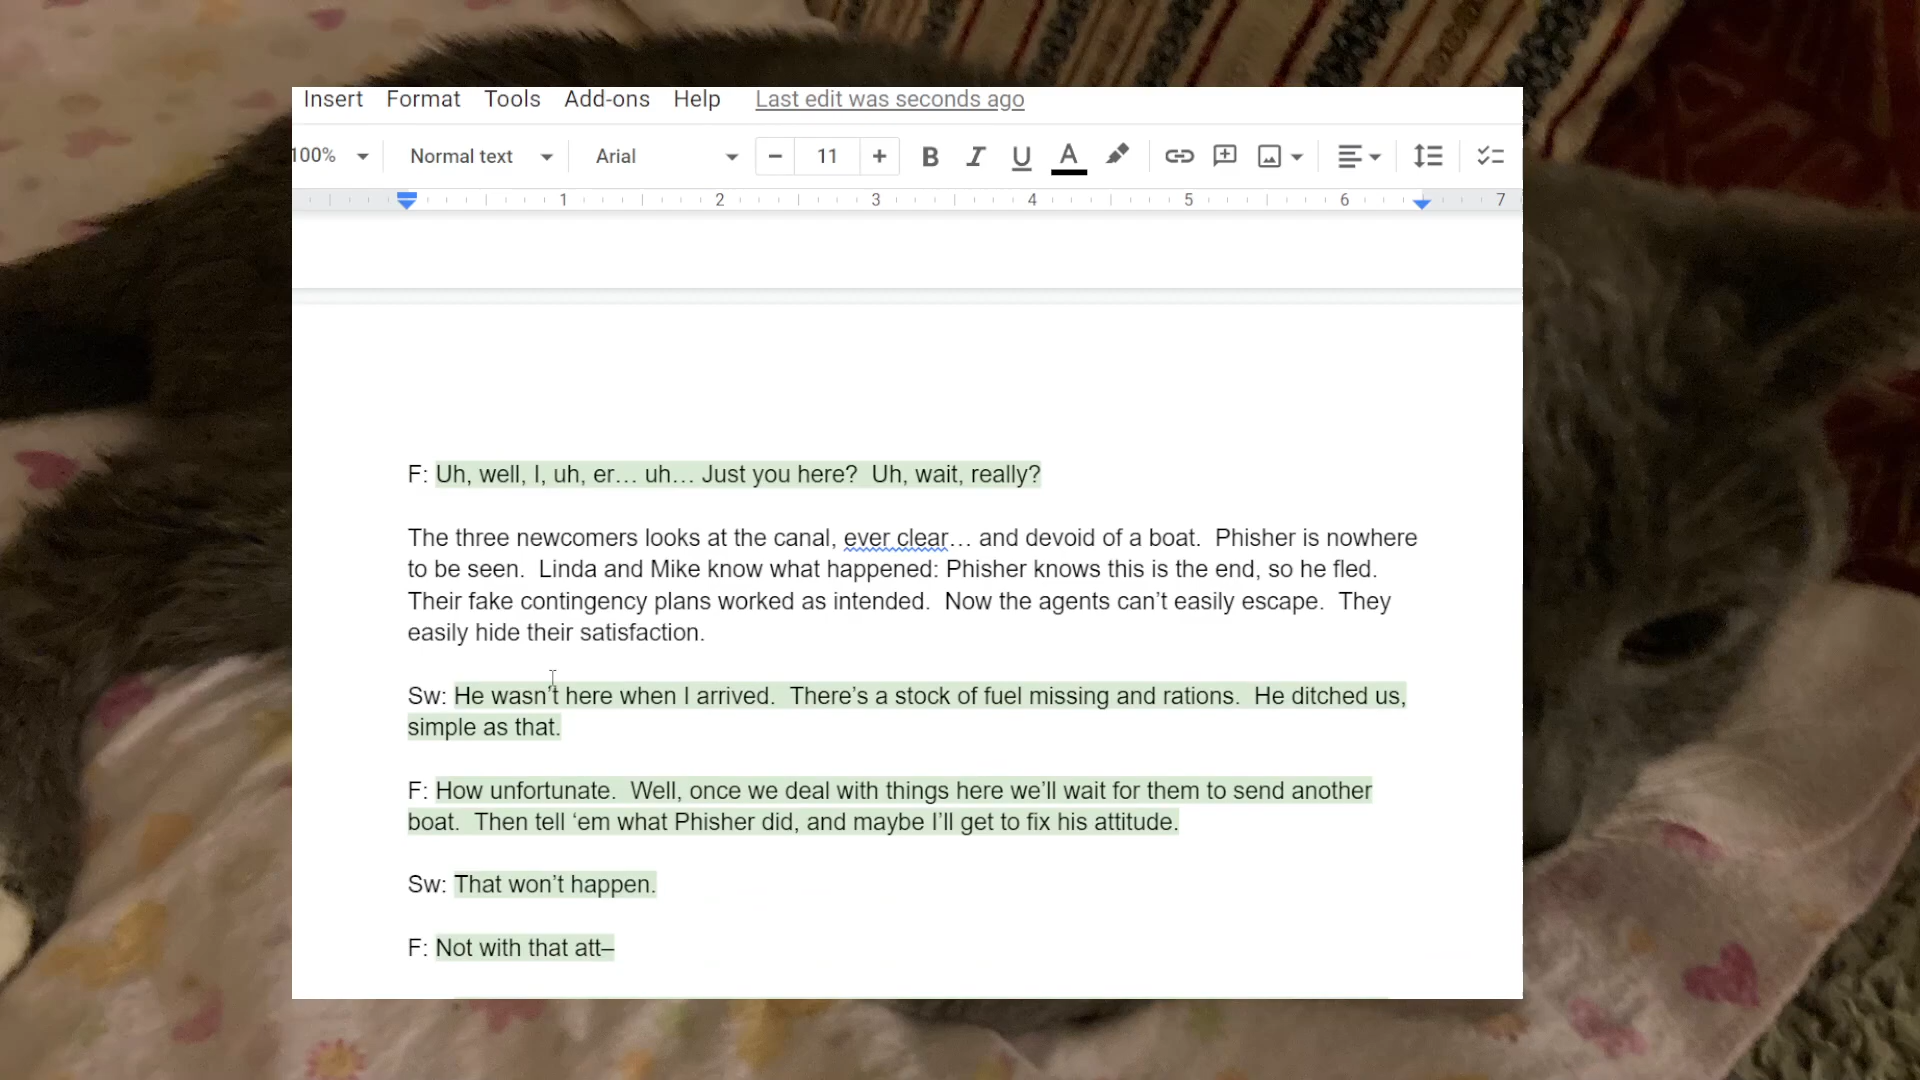 Insert Format Tools Add-ons Help Last edit was seconds ago
100% Normal text Arial 11 B I U A
1 2 3 4 5 6 7
F: Uh, well, I, uh, er… uh… Just you here?  Uh, wait, really?
The three newcomers looks at the canal, ever clear… and devoid of a boat.  Phisher is nowhere
to be seen.  Linda and Mike know what happened: Phisher knows this is the end, so he fled.
Their fake contingency plans worked as intended.  Now the agents can’t easily escape.  They
easily hide their satisfaction.
Sw: He wasn’t here when I arrived.  There’s a stock of fuel missing and rations.  He ditched us,
simple as that.
F: How unfortunate.  Well, once we deal with things here we’ll wait for them to send another
boat.  Then tell ‘em what Phisher did, and maybe I’ll get to fix his attitude.
Sw: That won’t happen.
F: Not with that att–